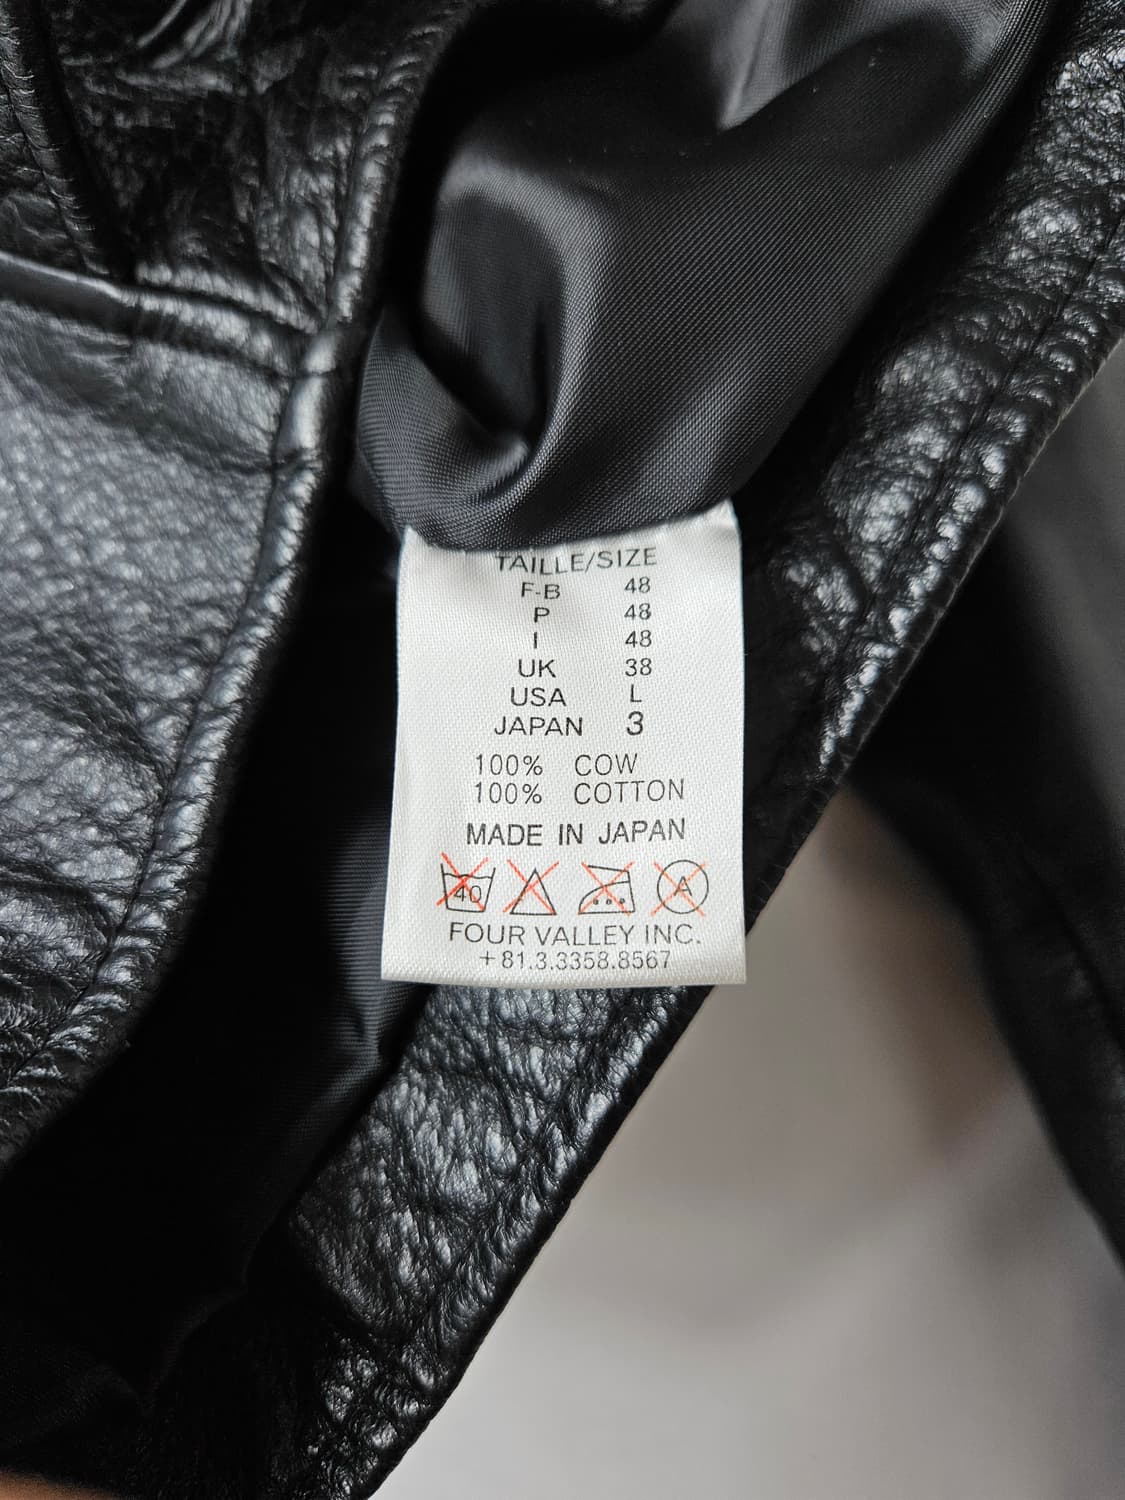 TAILLE/SIZE
F-B 48
P 48
I 48
UK 38
USA L
JAPAN 3
100% COW
100% COTTON
MADE IN JAPAN
40 A
FOUR VALLEY INC.
+81.3.3358.8567